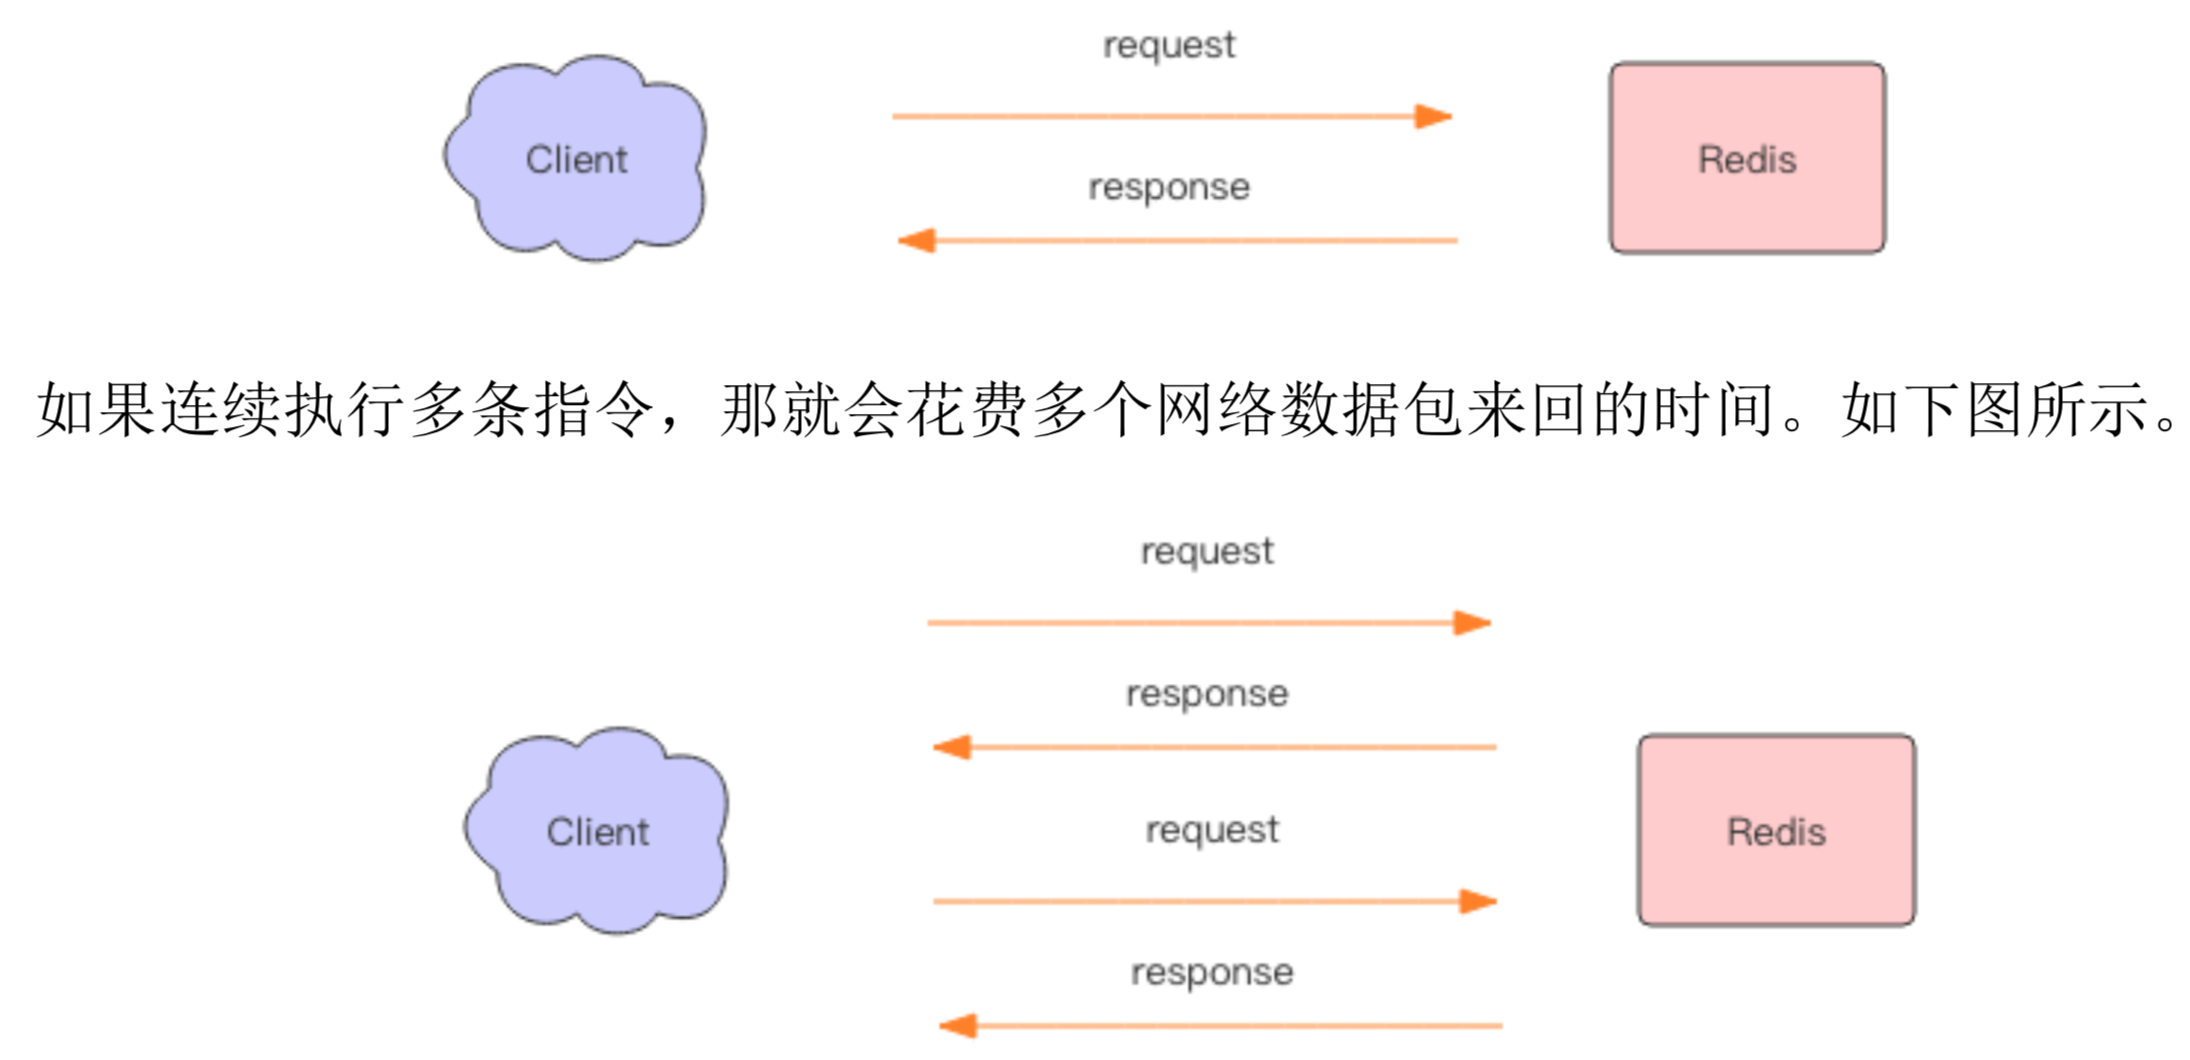 request
Client
Redis
response
如果连续执行多条指令，那就会花费多个网络数据包来回的时间。如下图所示。
request
response
Client
request
Redis
response